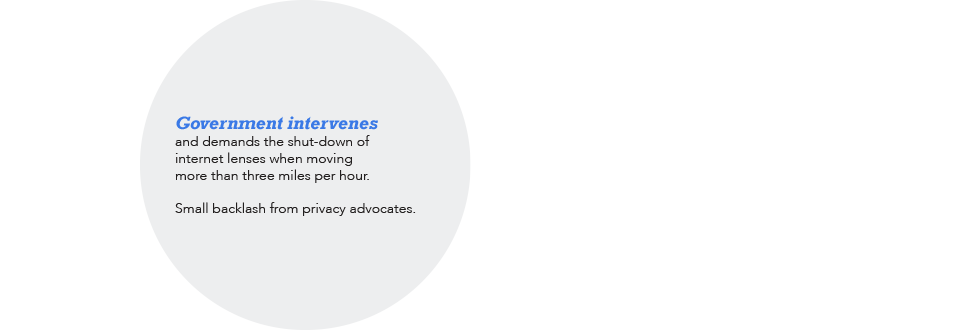 Government intervenes
and demands the shut-down of
internet lenses when moving
more than three miles per hour.
Small backlash from privacy advocates.